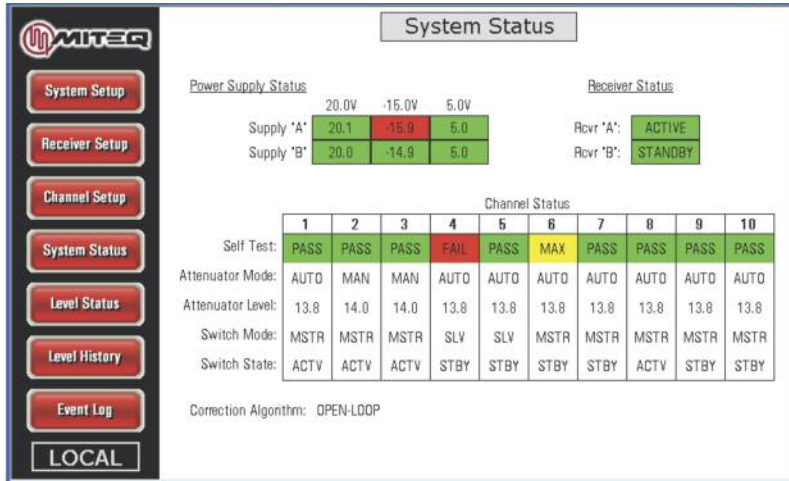 MITEQ
System Status
System Setup
Receiver Setup
Channel Setup
System Status
Level Status
Level History
Event Log
LOCAL
Power Supply Status
20.0V -15.0V 5.0V
Supply "A" 20.1 -15.9 5.0
Supply "B" 20.0 -14.9 5.0
Receiver Status
Rcvr "A": ACTIVE
Rcvr "B": STANDBY
Channel Status
1 2 3 4 5 6 7 8 9 10
Self Test: PASS PASS PASS FAIL PASS MAX PASS PASS PASS PASS
Attenuator Mode: AUTO MAN MAN AUTO AUTO AUTO AUTO AUTO AUTO AUTO
Attenuator Level: 13.8 14.0 14.0 13.8 13.8 13.8 13.8 13.8 13.8 13.8
Switch Mode: MSTR MSTR MSTR SLV SLV MSTR MSTR MSTR MSTR MSTR
Switch State: ACTV ACTV ACTV STBY STBY STBY STBY ACTV STBY STBY
Correction Algorithm: OPEN-LOOP